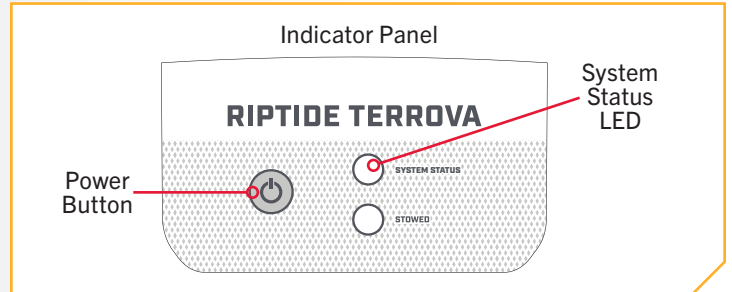 Indicator Panel
System
Status
LED
RIPTIDE TERROVA
SYSTEM STATUS
Power
Button
STOWED